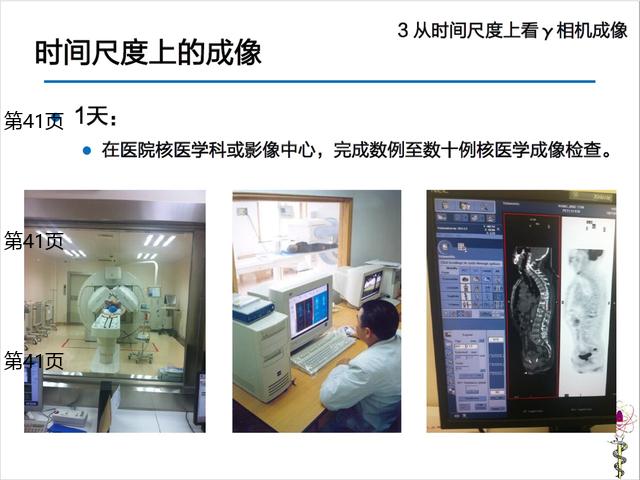 3 从时间尺度上看 γ 相机成像
时间尺度上的成像
第41页
1天：
在医院核医学科或影像中心，完成数例至数十例核医学成像检查。
第41页
第41页